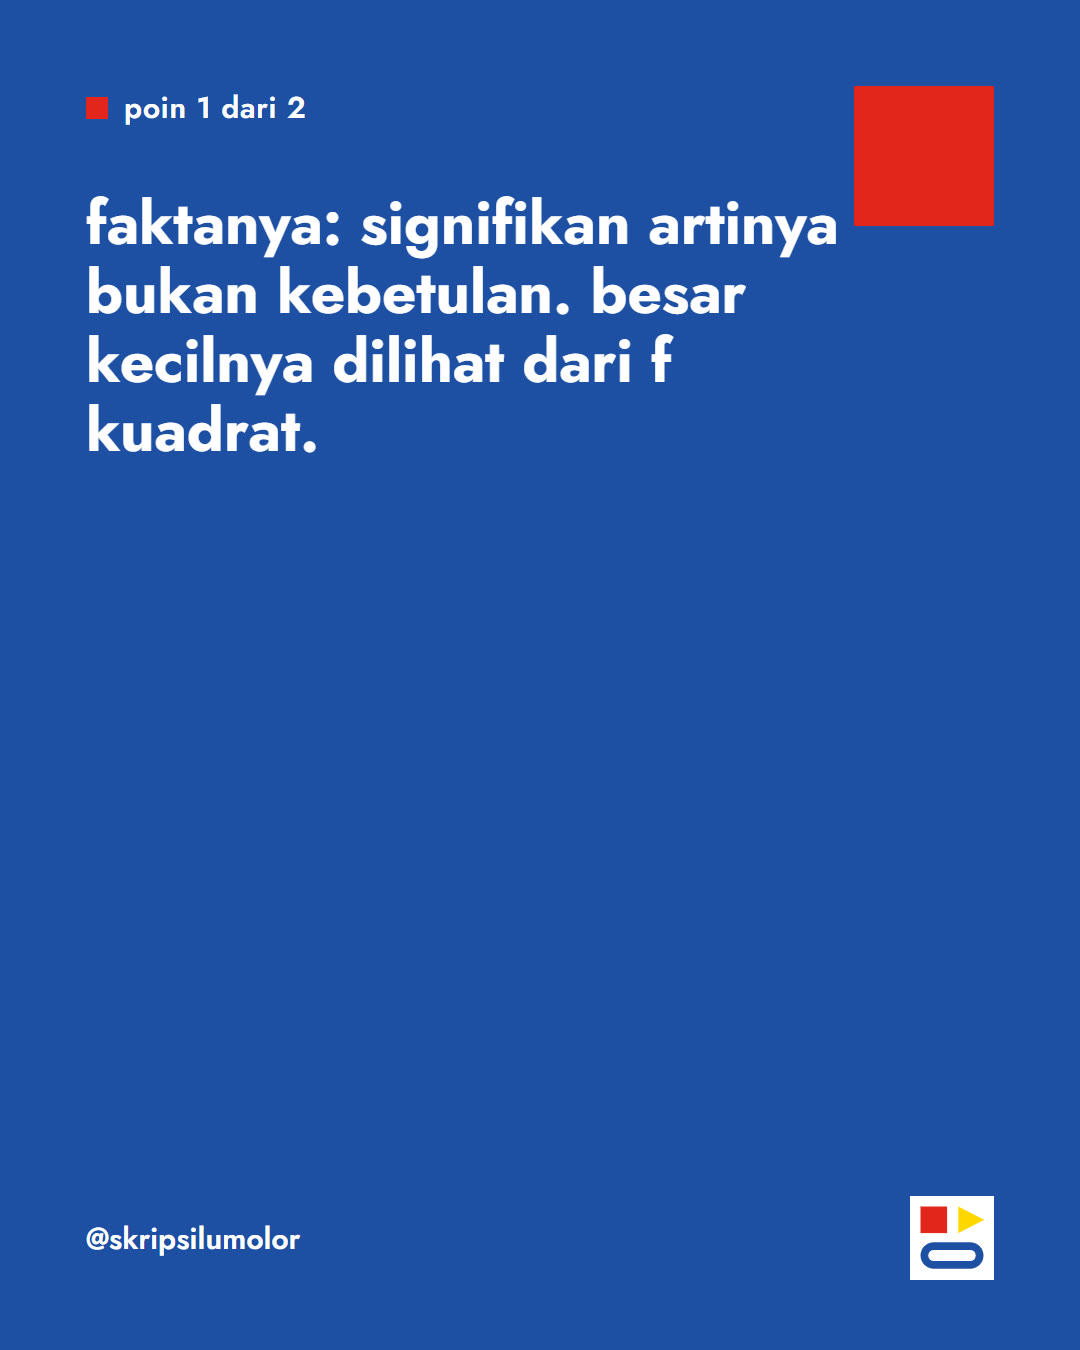 poin 1 dari 2
faktanya: signifikan artinya
bukan kebetulan. besar
kecilnya dilihat dari f
kuadrat.
@skripsilumolor